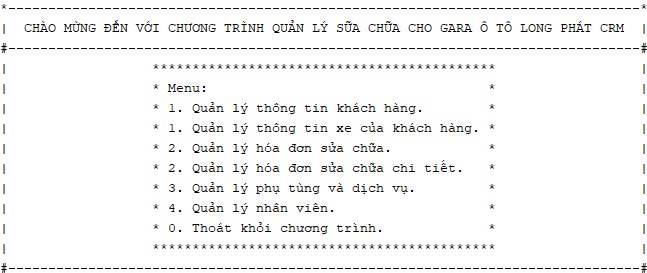 *------------------------------------------------------------------------------*
|  CHÀO MỪNG ĐẾN VỚI CHƯƠNG TRÌNH QUẢN LÝ SỮA CHỮA CHO GARA Ô TÔ LONG PHÁT CRM  |
#------------------------------------------------------------------------------#
|                  *******************************************                  |
|                  * Menu:                                   *                  |
|                  * 1. Quản lý thông tin khách hàng.        *                  |
|                  * 1. Quản lý thông tin xe của khách hàng. *                  |
|                  * 2. Quản lý hóa đơn sửa chữa.            *                  |
|                  * 2. Quản lý hóa đơn sửa chữa chi tiết.   *                  |
|                  * 3. Quản lý phụ tùng và dịch vụ.         *                  |
|                  * 4. Quản lý nhân viên.                   *                  |
|                  * 0. Thoát khỏi chương trình.             *                  |
|                  *******************************************                  |
#------------------------------------------------------------------------------#